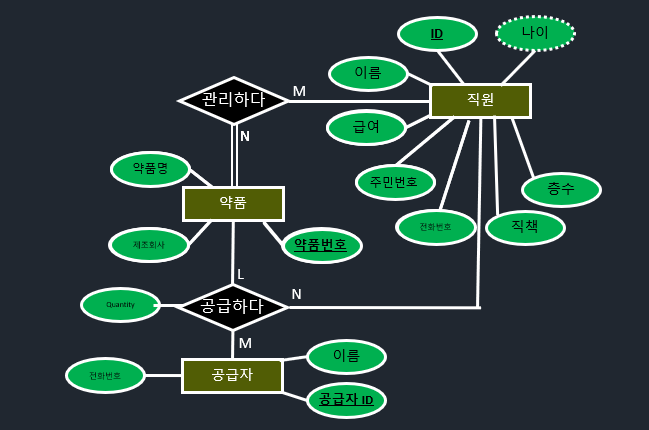 ID
나이
이름
직원
관리하다
M
급여
N
약품명
주민번호
층수
약품
전화번호
직책
제조회사
약품번호
L
Quantity
공급하다
N
M
이름
전화번호
공급자
공급자 ID